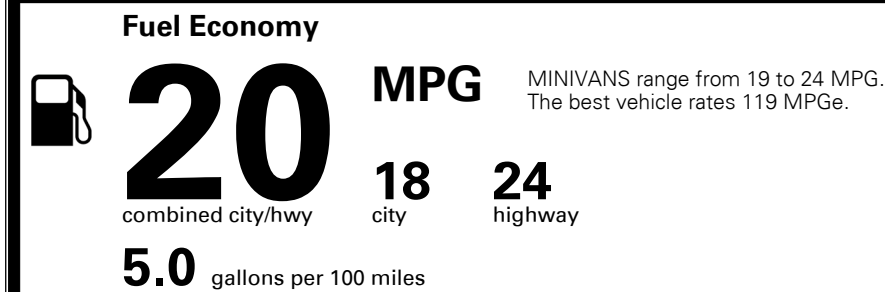 Fuel Economy
20 MPG
MINIVANS range from 19 to 24 MPG.
The best vehicle rates 119 MPGe.
combined city/hwy
18
city
24
highway
5.0 gallons per 100 miles